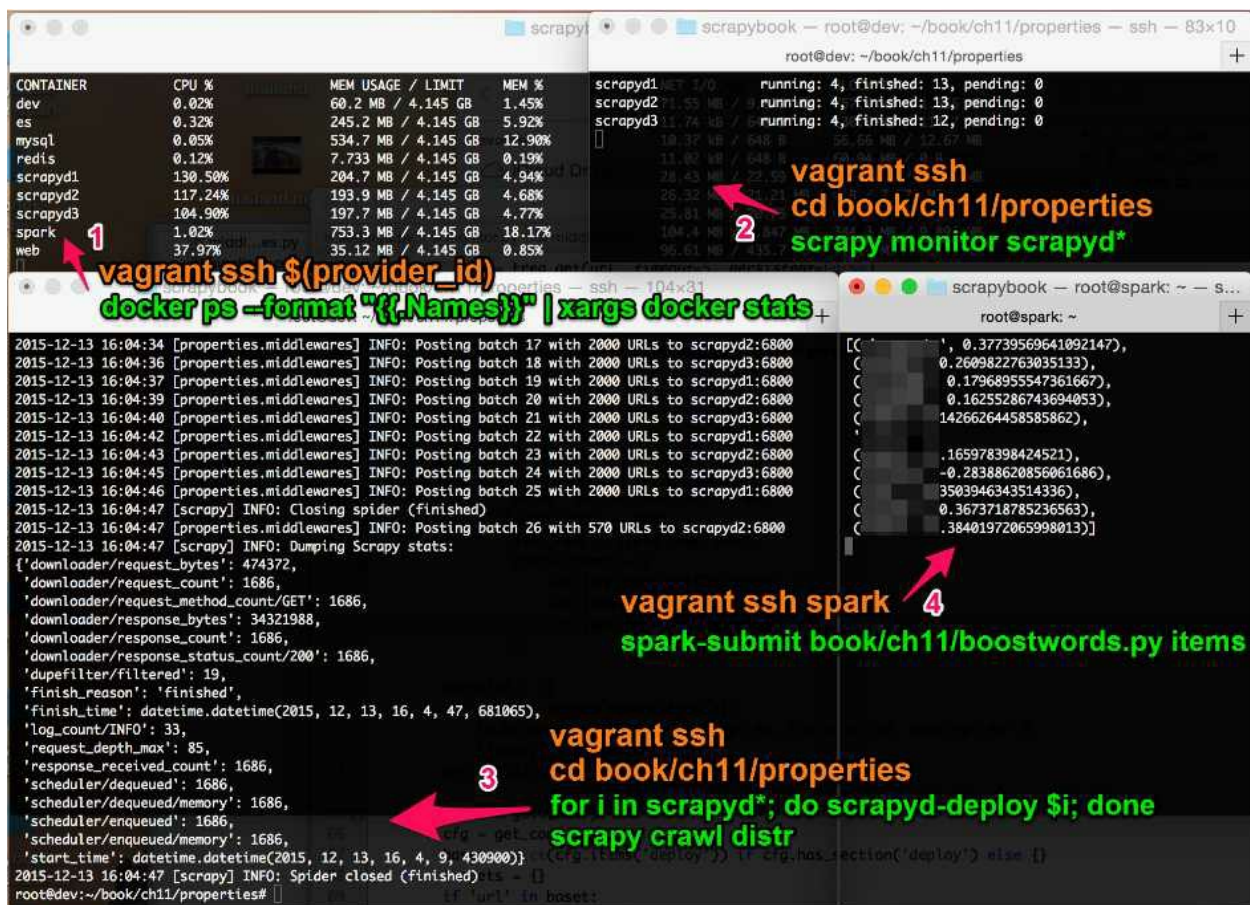 scrapyb
CONTAINER CPU % MEM USAGE / LIMIT MEM %
dev 0.02% 60.2 MB / 4.145 GB 1.45%
es 0.32% 245.2 MB / 4.145 GB 5.92%
mysql 0.05% 534.7 MB / 4.145 GB 12.90%
redis 0.12% 7.733 MB / 4.145 GB 0.19%
scrapyd1 130.50% 204.7 MB / 4.145 GB 4.94%
scrapyd2 117.24% 193.9 MB / 4.145 GB 4.68%
scrapyd3 104.90% 197.7 MB / 4.145 GB 4.77%
spark 1.02% 753.3 MB / 4.145 GB 18.17%
web 37.97% 35.12 MB / 4.145 GB 0.85%
1
vagrant ssh $(provider_id)
docker ps --format "{{.Names}}" | xargs docker stats
scrapybook — root@dev: ~/book/ch11/properties — ssh — 83×10
root@dev: ~/book/ch11/properties
scrapyd1 running: 4, finished: 13, pending: 0
scrapyd2 running: 4, finished: 13, pending: 0
scrapyd3 running: 4, finished: 12, pending: 0
2
vagrant ssh
cd book/ch11/properties
scrapy monitor scrapyd*
properties — ssh — 104×31
2015-12-13 16:04:34 [properties.middlewares] INFO: Posting batch 17 with 2000 URLs to scrapyd2:6800
2015-12-13 16:04:36 [properties.middlewares] INFO: Posting batch 18 with 2000 URLs to scrapyd3:6800
2015-12-13 16:04:37 [properties.middlewares] INFO: Posting batch 19 with 2000 URLs to scrapyd1:6800
2015-12-13 16:04:39 [properties.middlewares] INFO: Posting batch 20 with 2000 URLs to scrapyd2:6800
2015-12-13 16:04:40 [properties.middlewares] INFO: Posting batch 21 with 2000 URLs to scrapyd3:6800
2015-12-13 16:04:42 [properties.middlewares] INFO: Posting batch 22 with 2000 URLs to scrapyd1:6800
2015-12-13 16:04:43 [properties.middlewares] INFO: Posting batch 23 with 2000 URLs to scrapyd2:6800
2015-12-13 16:04:45 [properties.middlewares] INFO: Posting batch 24 with 2000 URLs to scrapyd3:6800
2015-12-13 16:04:46 [properties.middlewares] INFO: Posting batch 25 with 2000 URLs to scrapyd1:6800
2015-12-13 16:04:47 [scrapy] INFO: Closing spider (finished)
2015-12-13 16:04:47 [properties.middlewares] INFO: Posting batch 26 with 570 URLs to scrapyd2:6800
2015-12-13 16:04:47 [scrapy] INFO: Dumping Scrapy stats:
{'downloader/request_bytes': 474372,
'downloader/request_count': 1686,
'downloader/request_method_count/GET': 1686,
'downloader/response_bytes': 34321988,
'downloader/response_count': 1686,
'downloader/response_status_count/200': 1686,
'dupefilter/filtered': 19,
'finish_reason': 'finished',
'finish_time': datetime.datetime(2015, 12, 13, 16, 4, 47, 681065),
'log_count/INFO': 33,
'request_depth_max': 85,
'response_received_count': 1686,
'scheduler/dequeued': 1686,
'scheduler/dequeued/memory': 1686,
'scheduler/enqueued': 1686,
'scheduler/enqueued/memory': 1686,
'start_time': datetime.datetime(2015, 12, 13, 16, 4, 9, 430900)}
2015-12-13 16:04:47 [scrapy] INFO: Spider closed (finished)
root@dev:~/book/ch11/properties#
3
vagrant ssh
cd book/ch11/properties
for i in scrapyd*; do scrapyd-deploy $i; done
scrapy crawl distr
scrapybook — root@spark: ~ — s...
root@spark: ~
[( ', 0.37739569641092147),
( 0.2609822763035133),
( 0.17968955547361667),
( 0.16255286743694053),
( 14266264458585862),
'
( .165978398424521),
( -0.28388620856061686),
( 3503946343514336),
( 0.3673718785236563),
( .38401972065998013)]
4
vagrant ssh spark
spark-submit book/ch11/boostwords.py items